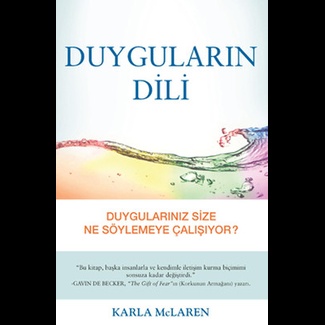 DUYGULARIN
DİLİ
DUYGULARINIZ SİZE
NE SÖYLEMEYE ÇALIŞIYOR?
"Bu kitap, başka insanlarla ve kendimle iletişim kurma biçimimi
sonsuza kadar değiştirdi."
-GAVIN DE BECKER, "The Gift of Fear"ın (Korkunun Armağanı) yazarı.
KARLA McLAREN